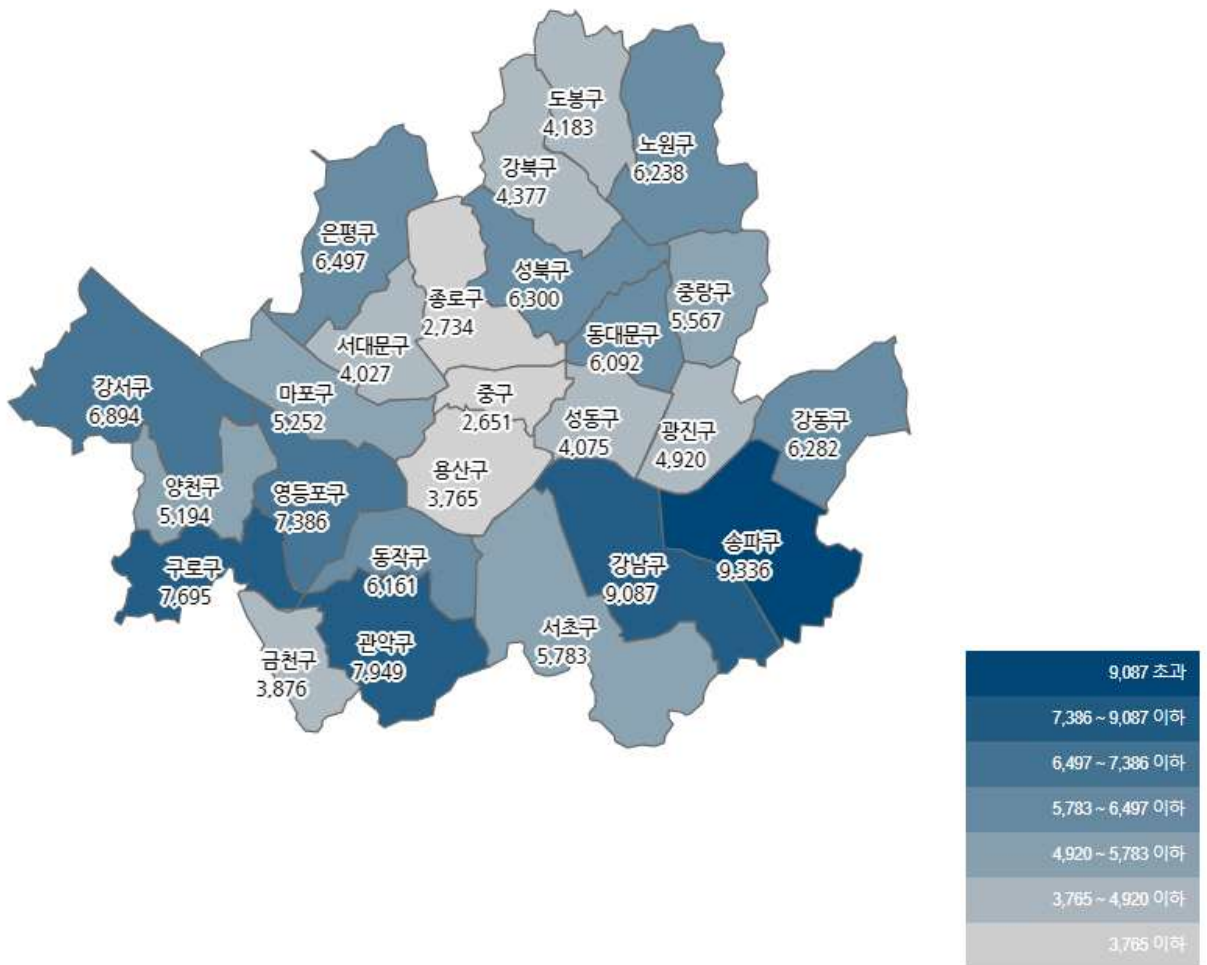 도봉구
4,183
노원구
6,238
강북구
4,377
은평구
6,497
성북구
6,300
중랑구
5,567
종로구
2,734
동대문구
6,092
서대문구
4,027
강서구
6,894
마포구
5,252
중구
2,651
성동구
4,075
광진구
4,920
강동구
6,282
양천구
5,194
영등포구
7,386
용산구
3,765
구로구
7,695
동작구
6,161
강남구
9,087
송파구
9,336
금천구
3,876
관악구
7,949
서초구
5,783
9,087 초과
7,386 ~ 9,087 이하
6,497 ~ 7,386 이하
5,783 ~ 6,497 이하
4,920 ~ 5,783 이하
3,765 ~ 4,920 이하
3,765 이하